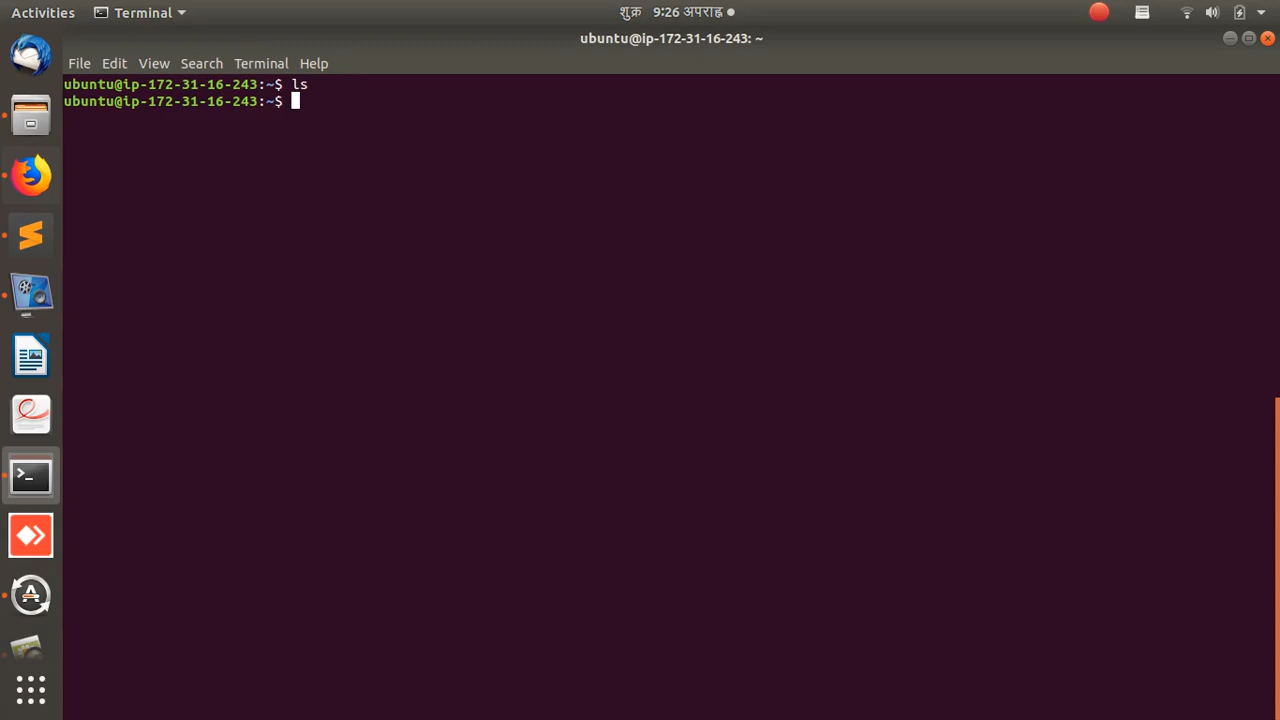 Activities Terminal शुक्र 9:26 अपराह्न
ubuntu@ip-172-31-16-243: ~
File Edit View Search Terminal Help
ubuntu@ip-172-31-16-243:~$ ls
ubuntu@ip-172-31-16-243:~$